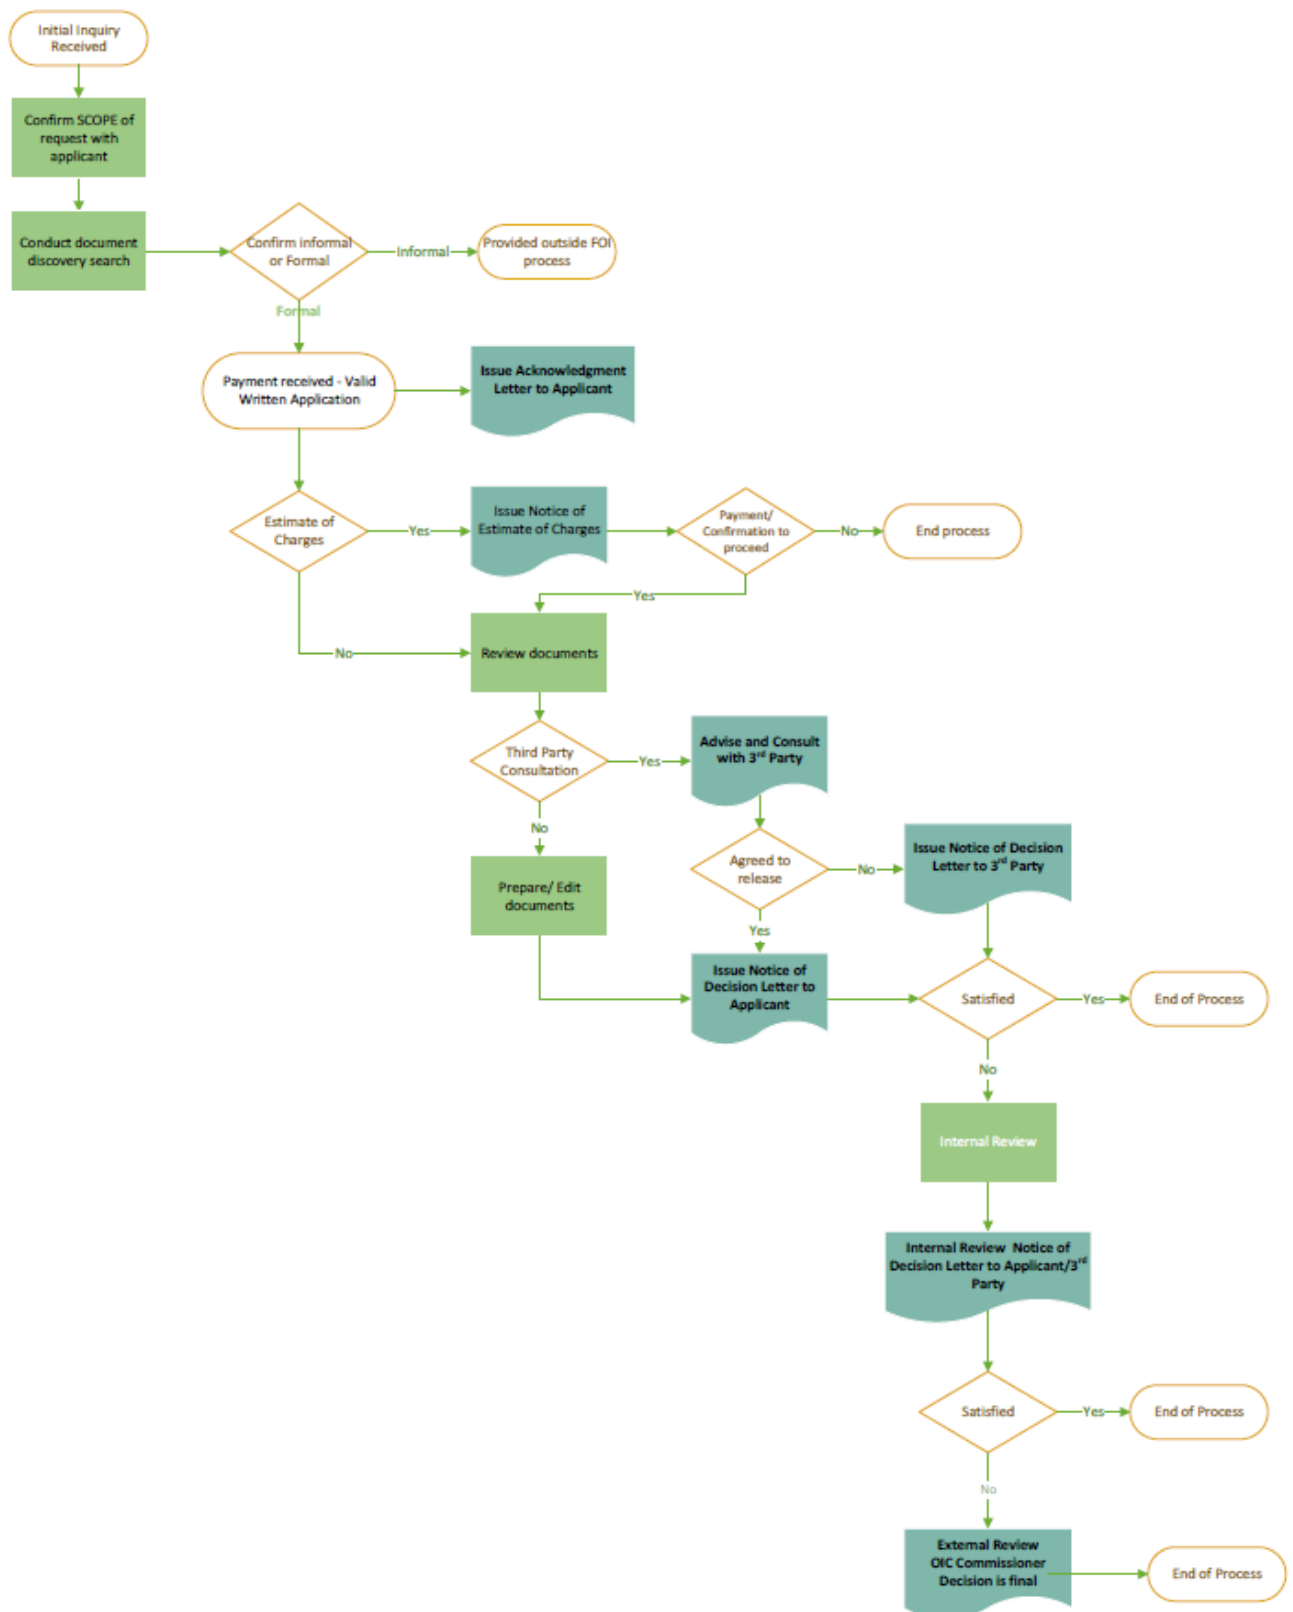 Initial Inquiry
Received
Confirm SCOPE of
request with
applicant
Conduct document
discovery search
Confirm informal
or Formal
Informal
Provided outside FOI
process
Formal
Payment received - Valid
Written Application
Issue Acknowledgment
Letter to Applicant
Estimate of
Charges
Yes
Issue Notice of
Estimate of Charges
Payment/
Confirmation to
proceed
No
End process
Yes
No
Review documents
Third Party
Consultation
Yes
Advise and Consult
with 3rd Party
No
Agreed to
release
No
Issue Notice of Decision
Letter to 3rd Party
Prepare/ Edit
documents
Yes
Issue Notice of
Decision Letter to
Applicant
Satisfied
Yes
End of Process
No
Internal Review
Internal Review Notice of
Decision Letter to Applicant/3rd
Party
Satisfied
Yes
End of Process
No
External Review
OIC Commissioner
Decision is final
End of Process